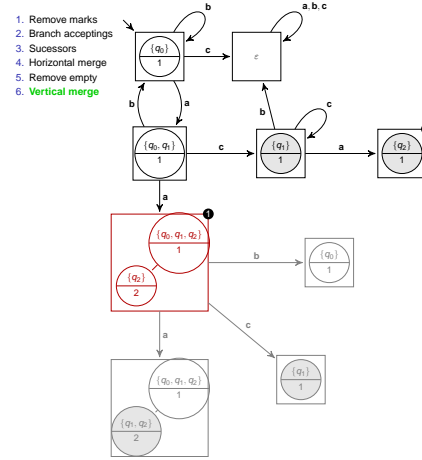 1. Remove marks
2. Branch acceptings
3. Sucessors
4. Horizontal merge
5. Remove empty
6. Vertical merge
b
a, b, c
{q0}
1
c
ε
b
a
b
c
{q0, q1}
1
c
{q1}
1
a
{q2}
1
a
1
{q0, q1, q2}
1
{q2}
2
b
{q0}
1
a
c
{q0, q1, q2}
1
{q1, q2}
2
{q1}
1